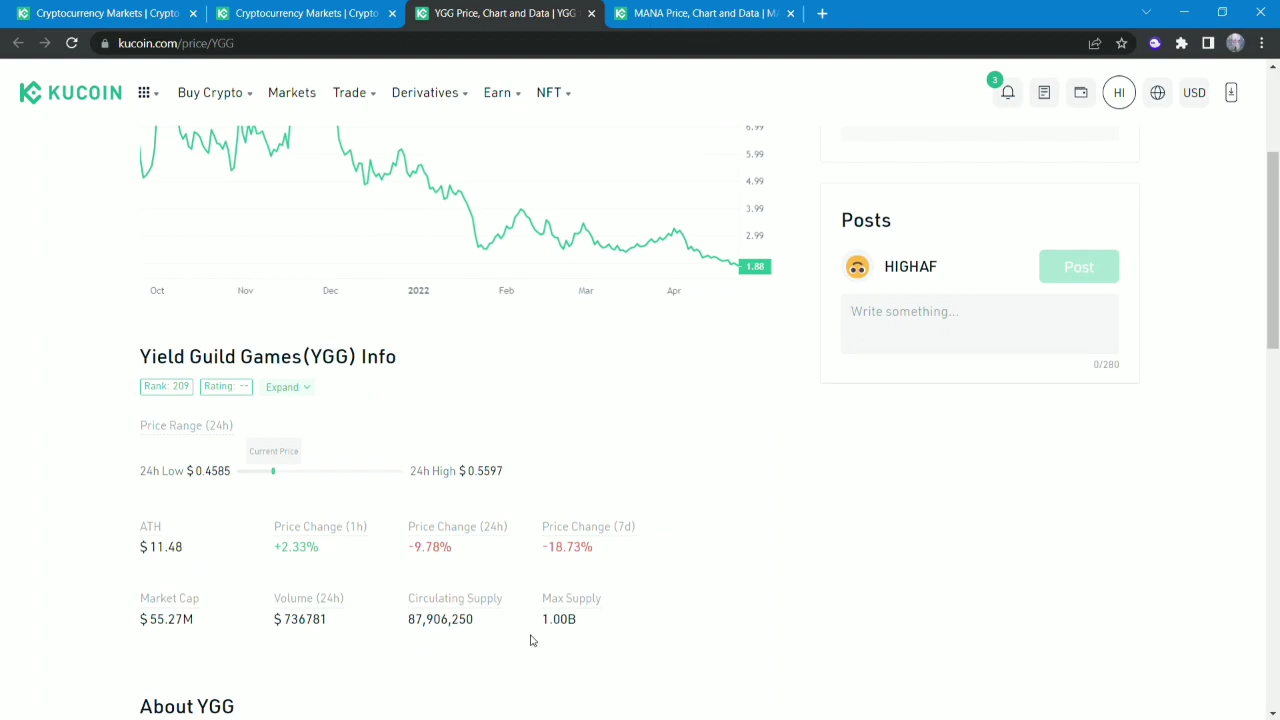 Cryptocurrency Markets | Crypto
Cryptocurrency Markets | Crypto
YGG Price, Chart and Data | YGG
MANA Price, Chart and Data | MA
kucoin.com/price/YGG
KUCOIN
Buy Crypto
Markets
Trade
Derivatives
Earn
NFT
3
HI
USD
6.99
5.99
4.99
3.99
2.99
1.88
Oct
Nov
Dec
2022
Feb
Mar
Apr
Posts
HIGHAF
Post
Write something...
0/280
Yield Guild Games(YGG) Info
Rank: 209
Rating: --
Expand
Price Range (24h)
Current Price
24h Low $ 0.4585
24h High $ 0.5597
ATH
Price Change (1h)
Price Change (24h)
Price Change (7d)
$ 11.48
+2.33%
-9.78%
-18.73%
Market Cap
Volume (24h)
Circulating Supply
Max Supply
$ 55.27M
$ 736781
87,906,250
1.00B
About YGG